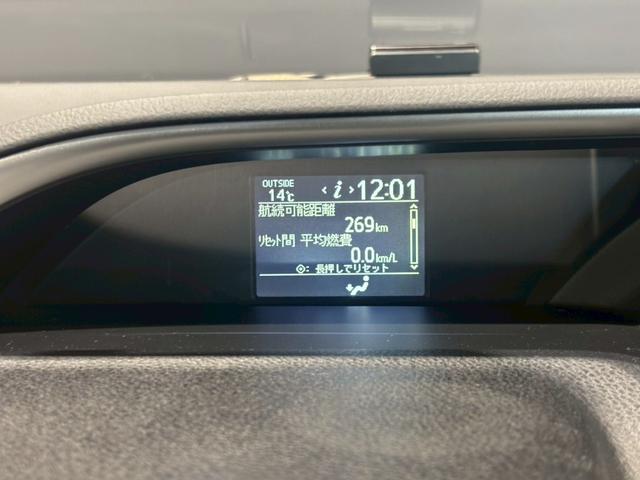 OUTSIDE
14℃ < i > 12:01
航続可能距離
269km
リセット間 平均燃費
0.0km/L
: 長押しでリセット